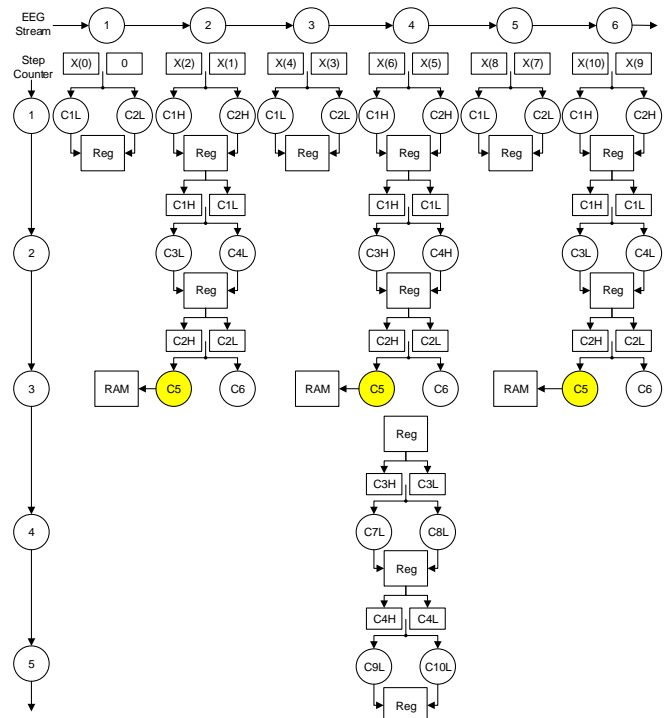 EEG
Stream
1 2 3 4 5 6
Step
Counter
X(0) 0 X(2) X(1) X(4) X(3) X(6) X(5) X(8 X(7) X(10) X(9
1 C1L C2L C1H C2H C1L C2L C1H C2H C1L C2L C1H C2H
Reg Reg Reg Reg Reg Reg
C1H C1L C1H C1L C1H C1L
2 C3L C4L C3H C4H C3L C4L
Reg Reg Reg
C2H C2L C2H C2L C2H C2L
3 RAM C5 C6 RAM C5 C6 RAM C5 C6
Reg
C3H C3L
4 C7L C8L
Reg
C4H C4L
5 C9L C10L
Reg